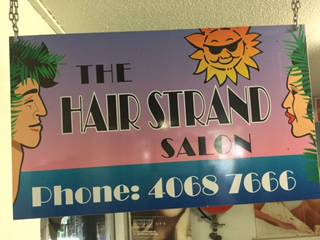 THE
HAIR STRAND
SALON
Phone: 4068 7666